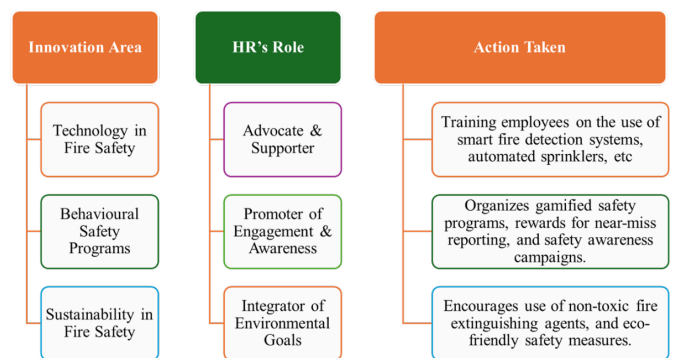 Innovation Area
HR's Role
Action Taken
Technology in
Fire Safety
Advocate &
Supporter
Training employees on the use of
smart fire detection systems,
automated sprinklers, etc
Behavioural
Safety
Programs
Promoter of
Engagement &
Awareness
Organizes gamified safety
programs, rewards for near-miss
reporting, and safety awareness
campaigns.
Sustainability in
Fire Safety
Integrator of
Environmental
Goals
Encourages use of non-toxic fire
extinguishing agents, and eco-
friendly safety measures.